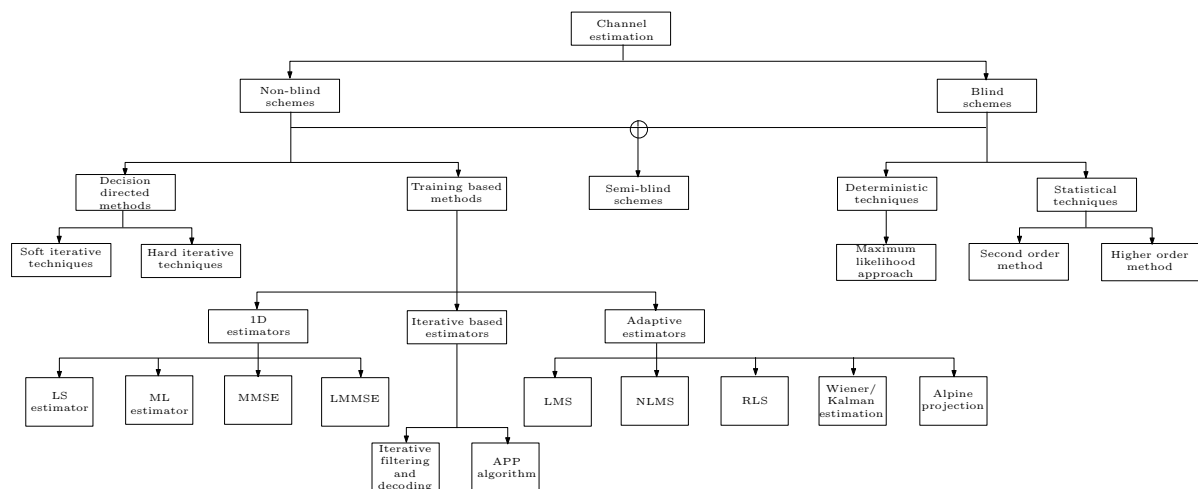 Channel
estimation
Non-blind
schemes
Blind
schemes
Decision
directed
methods
Training based
methods
Semi-blind
schemes
Deterministic
techniques
Statistical
techniques
Soft iterative
techniques
Hard iterative
techniques
Maximum
likelihood
approach
Second order
method
Higher order
method
1D
estimators
Iterative based
estimators
Adaptive
estimators
LS
estimator
ML
estimator
MMSE
LMMSE
LMS
NLMS
RLS
Wiener/
Kalman
estimation
Alpine
projection
Iterative
filtering
and
decoding
APP
algorithm